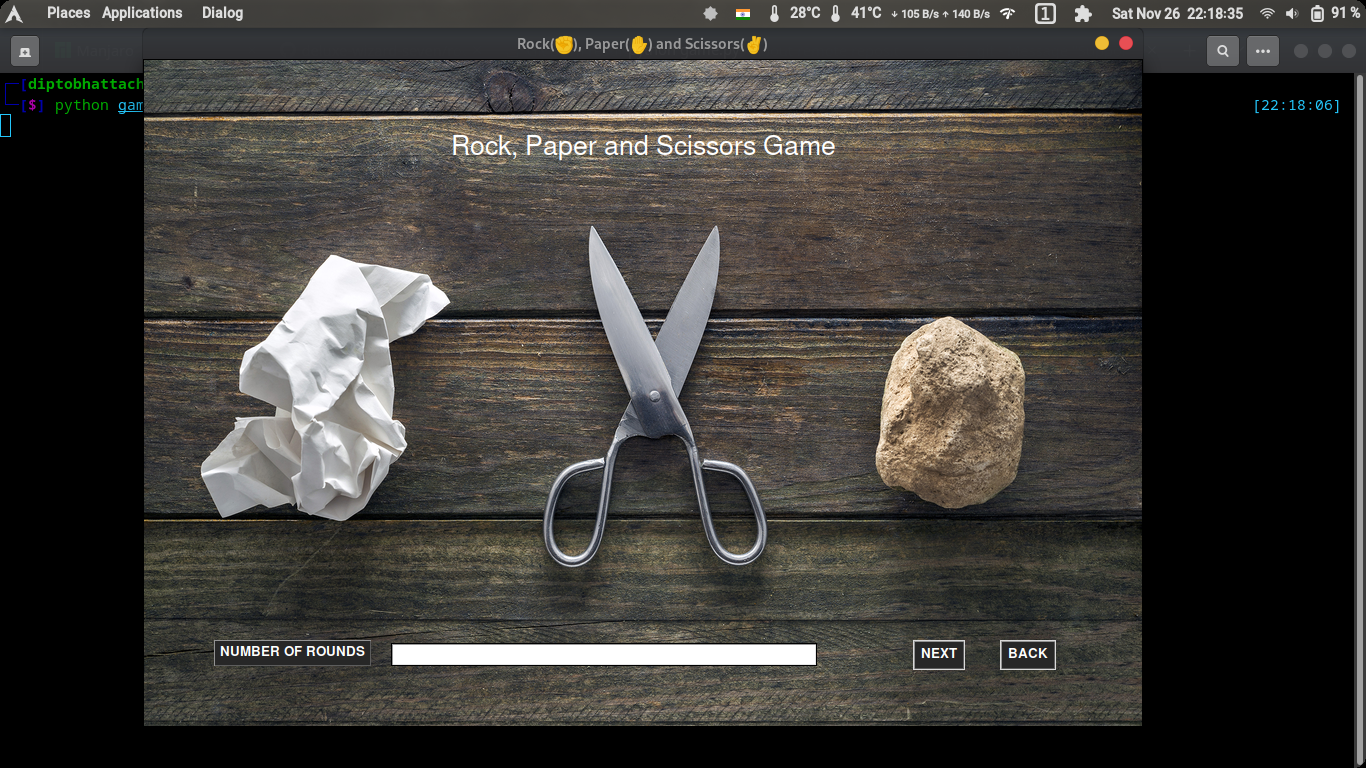 Places Applications Dialog 28°C 41°C ↓ 105 B/s ↑ 140 B/s 1 Sat Nov 26 22:18:35 91 %
Rock(✊), Paper(✋) and Scissors(✌)
[diptobhattach
[$] python gam [22:18:06]
Rock, Paper and Scissors Game
NUMBER OF ROUNDS NEXT BACK